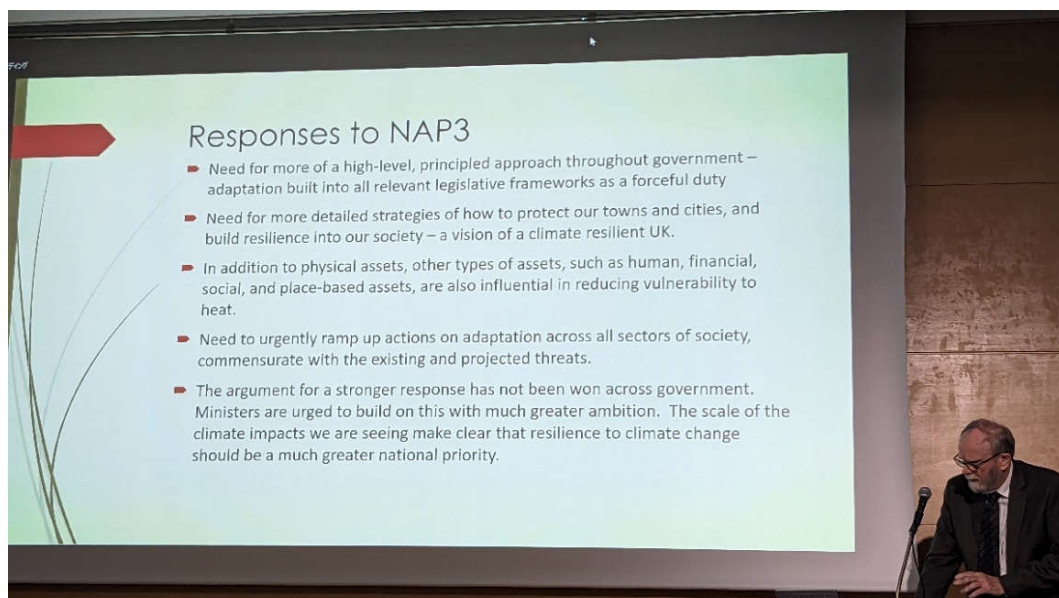 ティング
Responses to NAP3
Need for more of a high-level, principled approach throughout government –
adaptation built into all relevant legislative frameworks as a forceful duty
Need for more detailed strategies of how to protect our towns and cities, and
build resilience into our society – a vision of a climate resilient UK.
In addition to physical assets, other types of assets, such as human, financial,
social, and place-based assets, are also influential in reducing vulnerability to
heat.
Need to urgently ramp up actions on adaptation across all sectors of society,
commensurate with the existing and projected threats.
The argument for a stronger response has not been won across government.
Ministers are urged to build on this with much greater ambition. The scale of the
climate impacts we are seeing make clear that resilience to climate change
should be a much greater national priority.